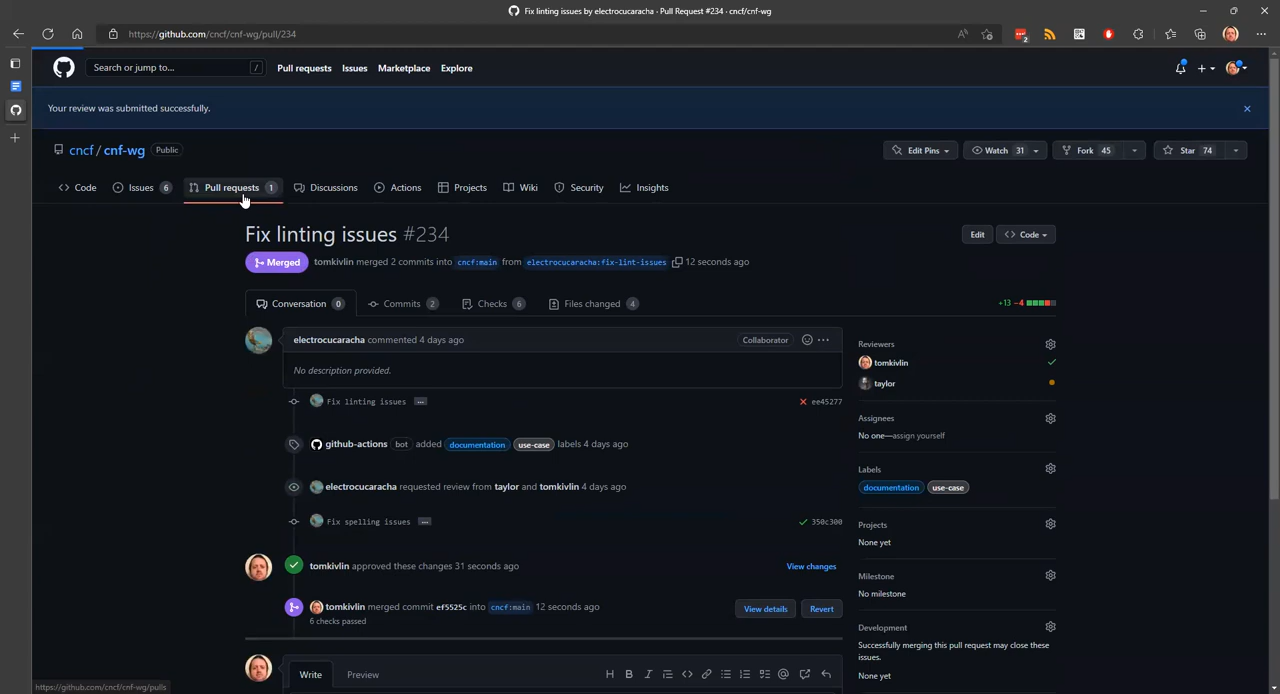 Fix linting issues by electrocucaracha · Pull Request #234 · cncf/cnf-wg
https://github.com/cncf/cnf-wg/pull/234
2
Search or jump to... /
Pull requests Issues Marketplace Explore
Your review was submitted successfully.
cncf / cnf-wg Public
Edit Pins Watch 31 Fork 45 Star 74
Code Issues 6 Pull requests 1 Discussions Actions Projects Wiki Security Insights
Fix linting issues #234
Edit Code
Merged tomkivlin merged 2 commits into cncf:main from electrocucaracha:fix-lint-issues 12 seconds ago
Conversation 0 Commits 2 Checks 6 Files changed 4
+13 −4
electrocucaracha commented 4 days ago Collaborator ...
No description provided.
Fix linting issues ... ee45277
github-actions bot added documentation use-case labels 4 days ago
electrocucaracha requested review from taylor and tomkivlin 4 days ago
Fix spelling issues ... 350c300
tomkivlin approved these changes 31 seconds ago View changes
tomkivlin merged commit ef5525c into cncf:main 12 seconds ago View details Revert
6 checks passed
Write Preview
Reviewers
tomkivlin
taylor
Assignees
No one—assign yourself
Labels
documentation use-case
Projects
None yet
Milestone
No milestone
Development
Successfully merging this pull request may close these
issues.
None yet
https://github.com/cncf/cnf-wg/pulls